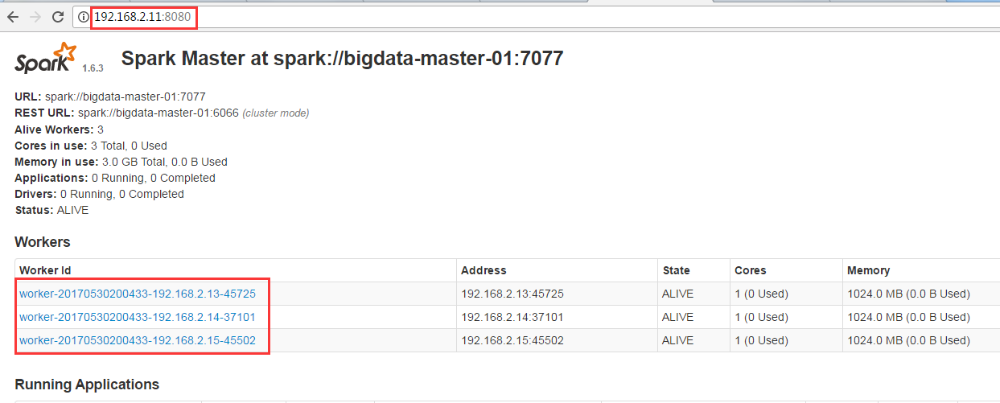 192.168.2.11:8080
Spark 1.6.3 Spark Master at spark://bigdata-master-01:7077
URL: spark://bigdata-master-01:7077
REST URL: spark://bigdata-master-01:6066 (cluster mode)
Alive Workers: 3
Cores in use: 3 Total, 0 Used
Memory in use: 3.0 GB Total, 0.0 B Used
Applications: 0 Running, 0 Completed
Drivers: 0 Running, 0 Completed
Status: ALIVE
Workers
Worker Id Address State Cores Memory
worker-20170530200433-192.168.2.13-45725 192.168.2.13:45725 ALIVE 1 (0 Used) 1024.0 MB (0.0 B Used)
worker-20170530200433-192.168.2.14-37101 192.168.2.14:37101 ALIVE 1 (0 Used) 1024.0 MB (0.0 B Used)
worker-20170530200433-192.168.2.15-45502 192.168.2.15:45502 ALIVE 1 (0 Used) 1024.0 MB (0.0 B Used)
Running Applications